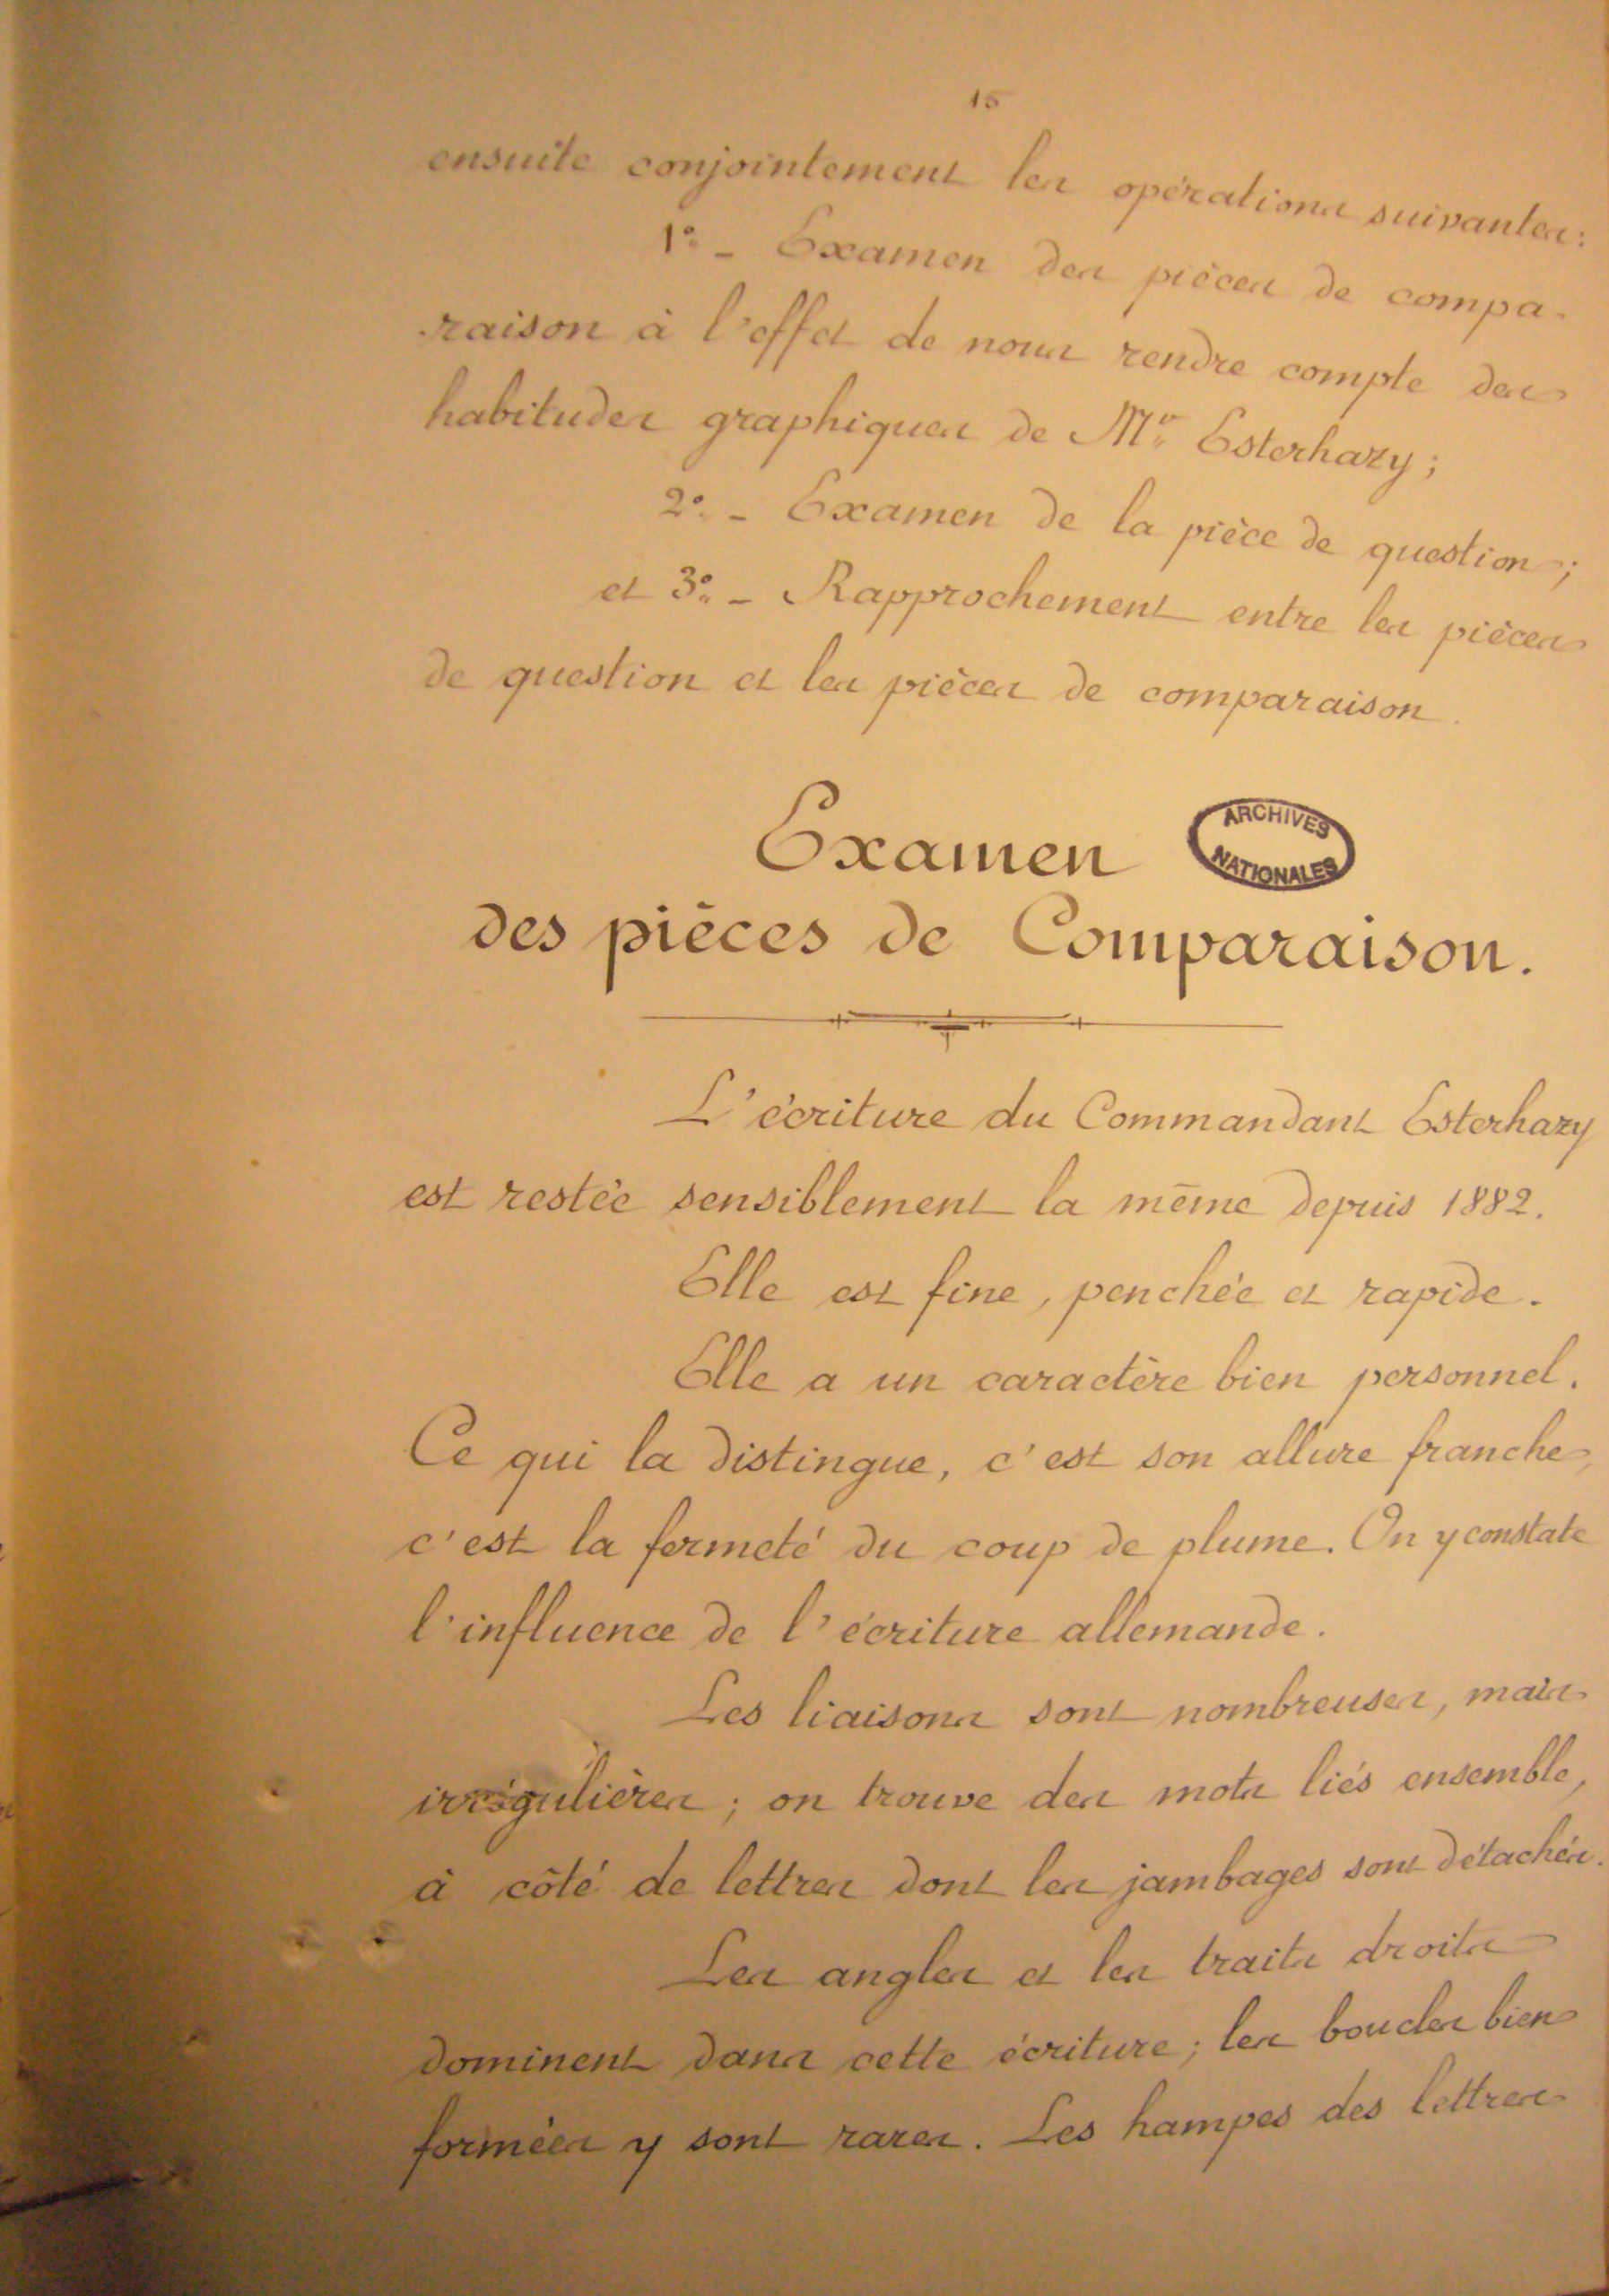 15
ensuite conjointement les opérations suivantes:
1° - Examen des pièces de compa-
raison à l'effet de nous rendre compte des
habitudes graphiques de Mr Esterhazy;
2° - Examen de la pièce de question;
et 3° - Rapprochement entre les pièces
de question et les pièces de comparaison.
Examen
ARCHIVES
NATIONALES
des pièces de Comparaison.
L'écriture du Commandant Esterhazy
est restée sensiblement la même depuis 1882.
Elle est fine, penchée et rapide.
Elle a un caractère bien personnel.
Ce qui la distingue, c'est son allure franche,
c'est la fermeté du coup de plume. On y constate
l'influence de l'écriture allemande.
Les liaisons sont nombreuses, mais
irrégulières; on trouve des mots liés ensemble,
à côté de lettres dont les jambages sont détachés.
Les angles et les traits droits
dominent dans cette écriture; les boucles bien
formées y sont rares. Les hampes des lettres